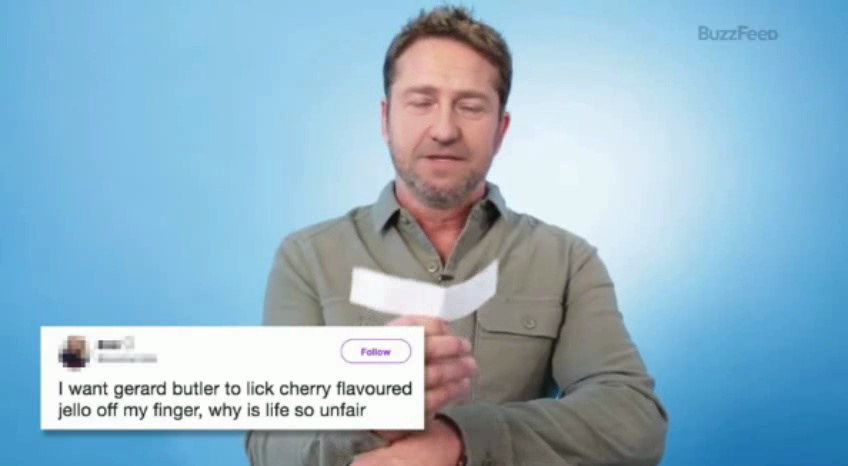 BuzzFeed
Follow
I want gerard butler to lick cherry flavoured
jello off my finger, why is life so unfair